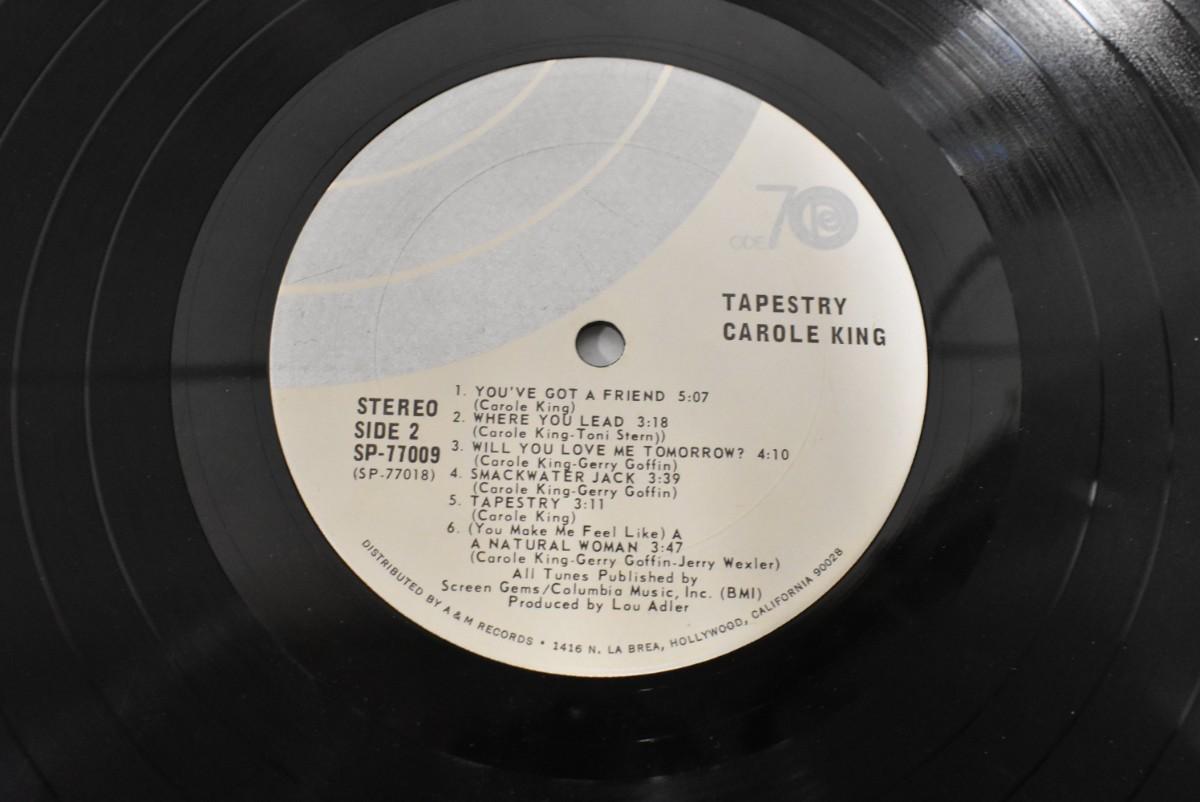 ODE 70
TAPESTRY
CAROLE KING
STEREO
SIDE 2
SP-77009
(SP-77018)
1. YOU'VE GOT A FRIEND 5:07
(Carole King)
2. WHERE YOU LEAD 3:18
(Carole King-Toni Stern))
3. WILL YOU LOVE ME TOMORROW? 4:10
(Carole King-Gerry Goffin)
4. SMACKWATER JACK 3:39
(Carole King-Gerry Goffin)
5. TAPESTRY 3:11
(Carole King)
6. (You Make Me Feel Like) A
A NATURAL WOMAN 3:47
(Carole King-Gerry Goffin-Jerry Wexler)
All Tunes Published by
Screen Gems/Columbia Music, Inc. (BMI)
Produced by Lou Adler
DISTRIBUTED BY A & M RECORDS • 1416 N. LA BREA, HOLLYWOOD, CALIFORNIA 90028